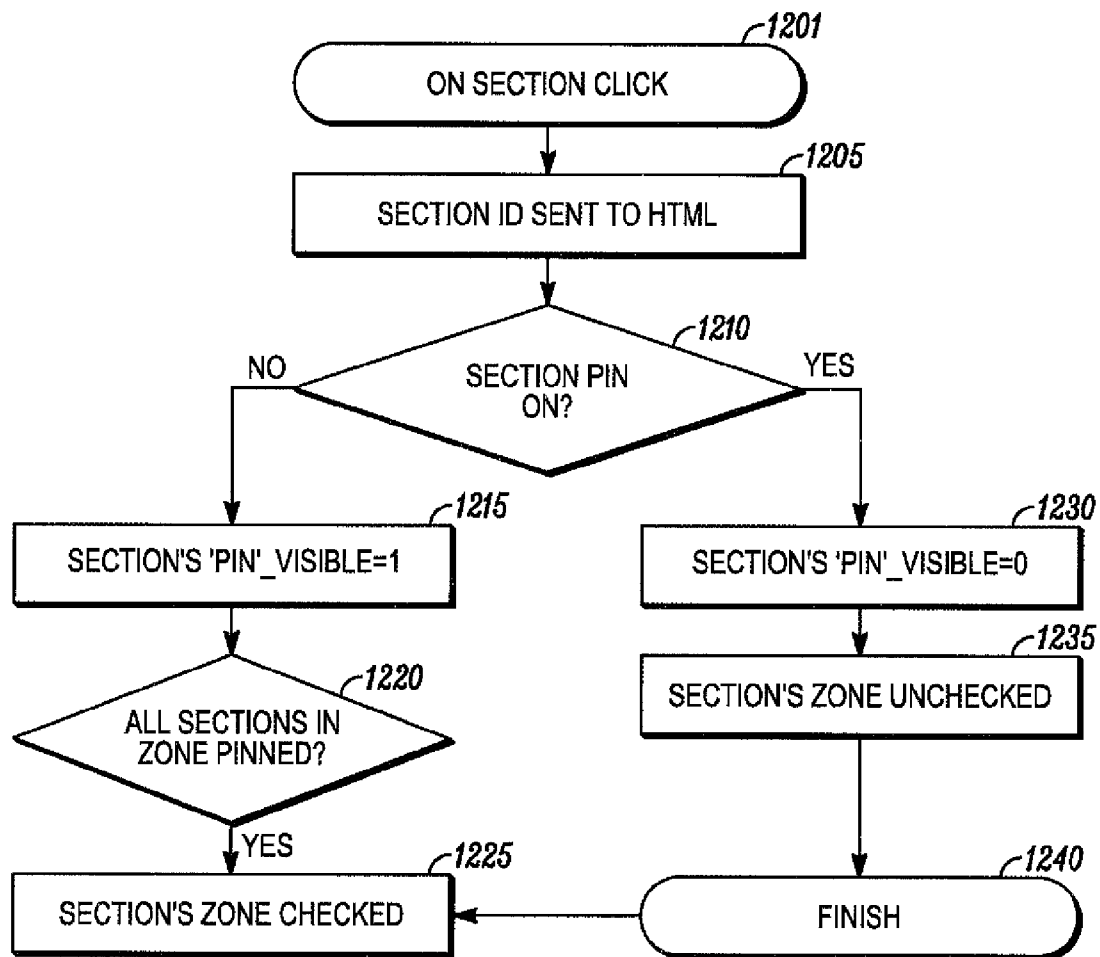 1201
ON SECTION CLICK
1205
SECTION ID SENT TO HTML
1210
SECTION PIN
ON?
NO
YES
1215
SECTION'S 'PIN'_VISIBLE=1
1230
SECTION'S 'PIN'_VISIBLE=0
1220
ALL SECTIONS IN
ZONE PINNED?
1235
SECTION'S ZONE UNCHECKED
YES
1225
SECTION'S ZONE CHECKED
1240
FINISH